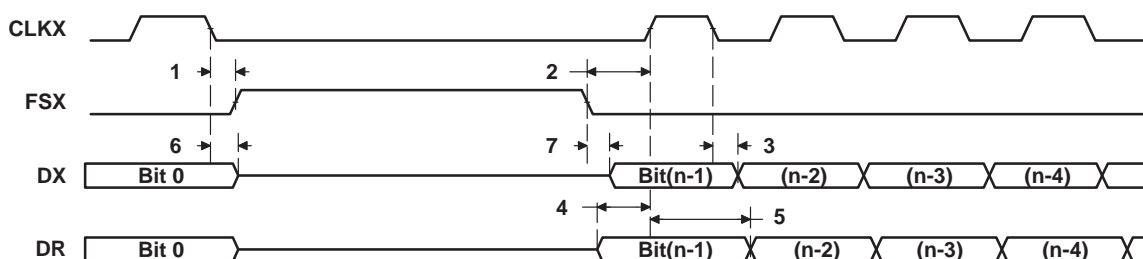 CLKX
1 2
FSX
6 7 3
DX Bit 0 Bit(n-1) (n-2) (n-3) (n-4)
4 5
DR Bit 0 Bit(n-1) (n-2) (n-3) (n-4)